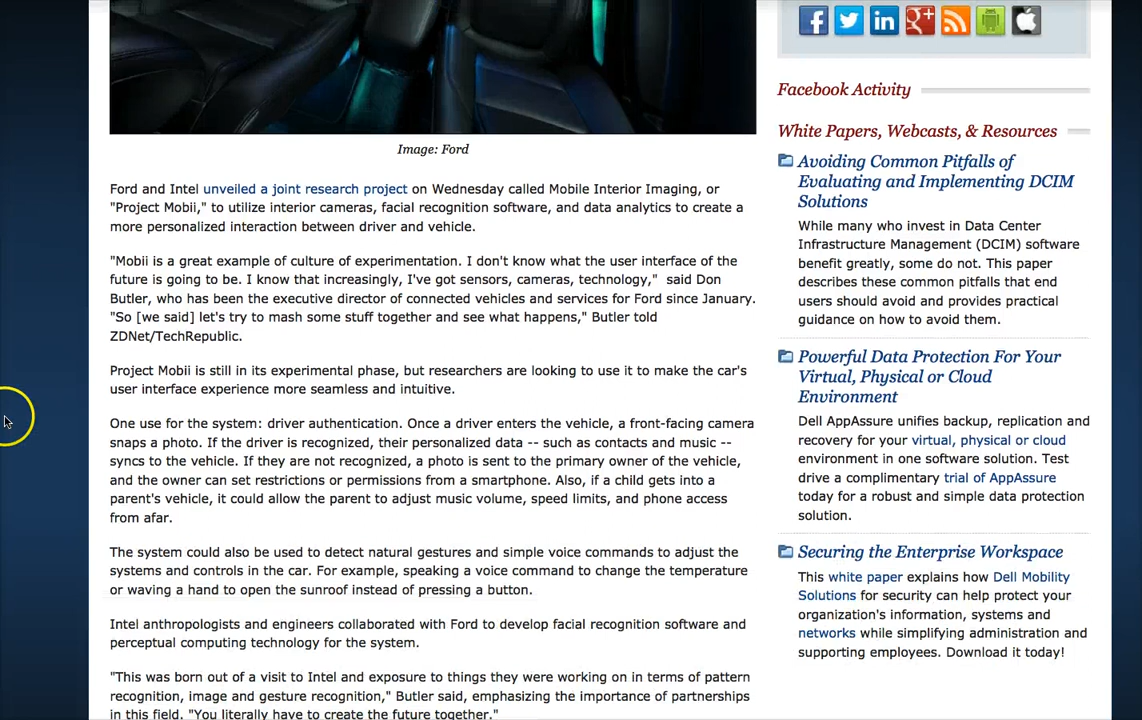 Image: Ford
Ford and Intel unveiled a joint research project on Wednesday called Mobile Interior Imaging, or
"Project Mobii," to utilize interior cameras, facial recognition software, and data analytics to create a
more personalized interaction between driver and vehicle.
"Mobii is a great example of culture of experimentation. I don't know what the user interface of the
future is going to be. I know that increasingly, I've got sensors, cameras, technology,"  said Don
Butler, who has been the executive director of connected vehicles and services for Ford since January.
"So [we said] let's try to mash some stuff together and see what happens," Butler told
ZDNet/TechRepublic.
Project Mobii is still in its experimental phase, but researchers are looking to use it to make the car's
user interface experience more seamless and intuitive.
One use for the system: driver authentication. Once a driver enters the vehicle, a front-facing camera
snaps a photo. If the driver is recognized, their personalized data -- such as contacts and music --
syncs to the vehicle. If they are not recognized, a photo is sent to the primary owner of the vehicle,
and the owner can set restrictions or permissions from a smartphone. Also, if a child gets into a
parent's vehicle, it could allow the parent to adjust music volume, speed limits, and phone access
from afar.
The system could also be used to detect natural gestures and simple voice commands to adjust the
systems and controls in the car. For example, speaking a voice command to change the temperature
or waving a hand to open the sunroof instead of pressing a button.
Intel anthropologists and engineers collaborated with Ford to develop facial recognition software and
perceptual computing technology for the system.
"This was born out of a visit to Intel and exposure to things they were working on in terms of pattern
recognition, image and gesture recognition," Butler said, emphasizing the importance of partnerships
in this field. "You literally have to create the future together."
Facebook Activity
White Papers, Webcasts, & Resources
Avoiding Common Pitfalls of
Evaluating and Implementing DCIM
Solutions
While many who invest in Data Center
Infrastructure Management (DCIM) software
benefit greatly, some do not. This paper
describes these common pitfalls that end
users should avoid and provides practical
guidance on how to avoid them.
Powerful Data Protection For Your
Virtual, Physical or Cloud
Environment
Dell AppAssure unifies backup, replication and
recovery for your virtual, physical or cloud
environment in one software solution. Test
drive a complimentary trial of AppAssure
today for a robust and simple data protection
solution.
Securing the Enterprise Workspace
This white paper explains how Dell Mobility
Solutions for security can help protect your
organization's information, systems and
networks while simplifying administration and
supporting employees. Download it today!